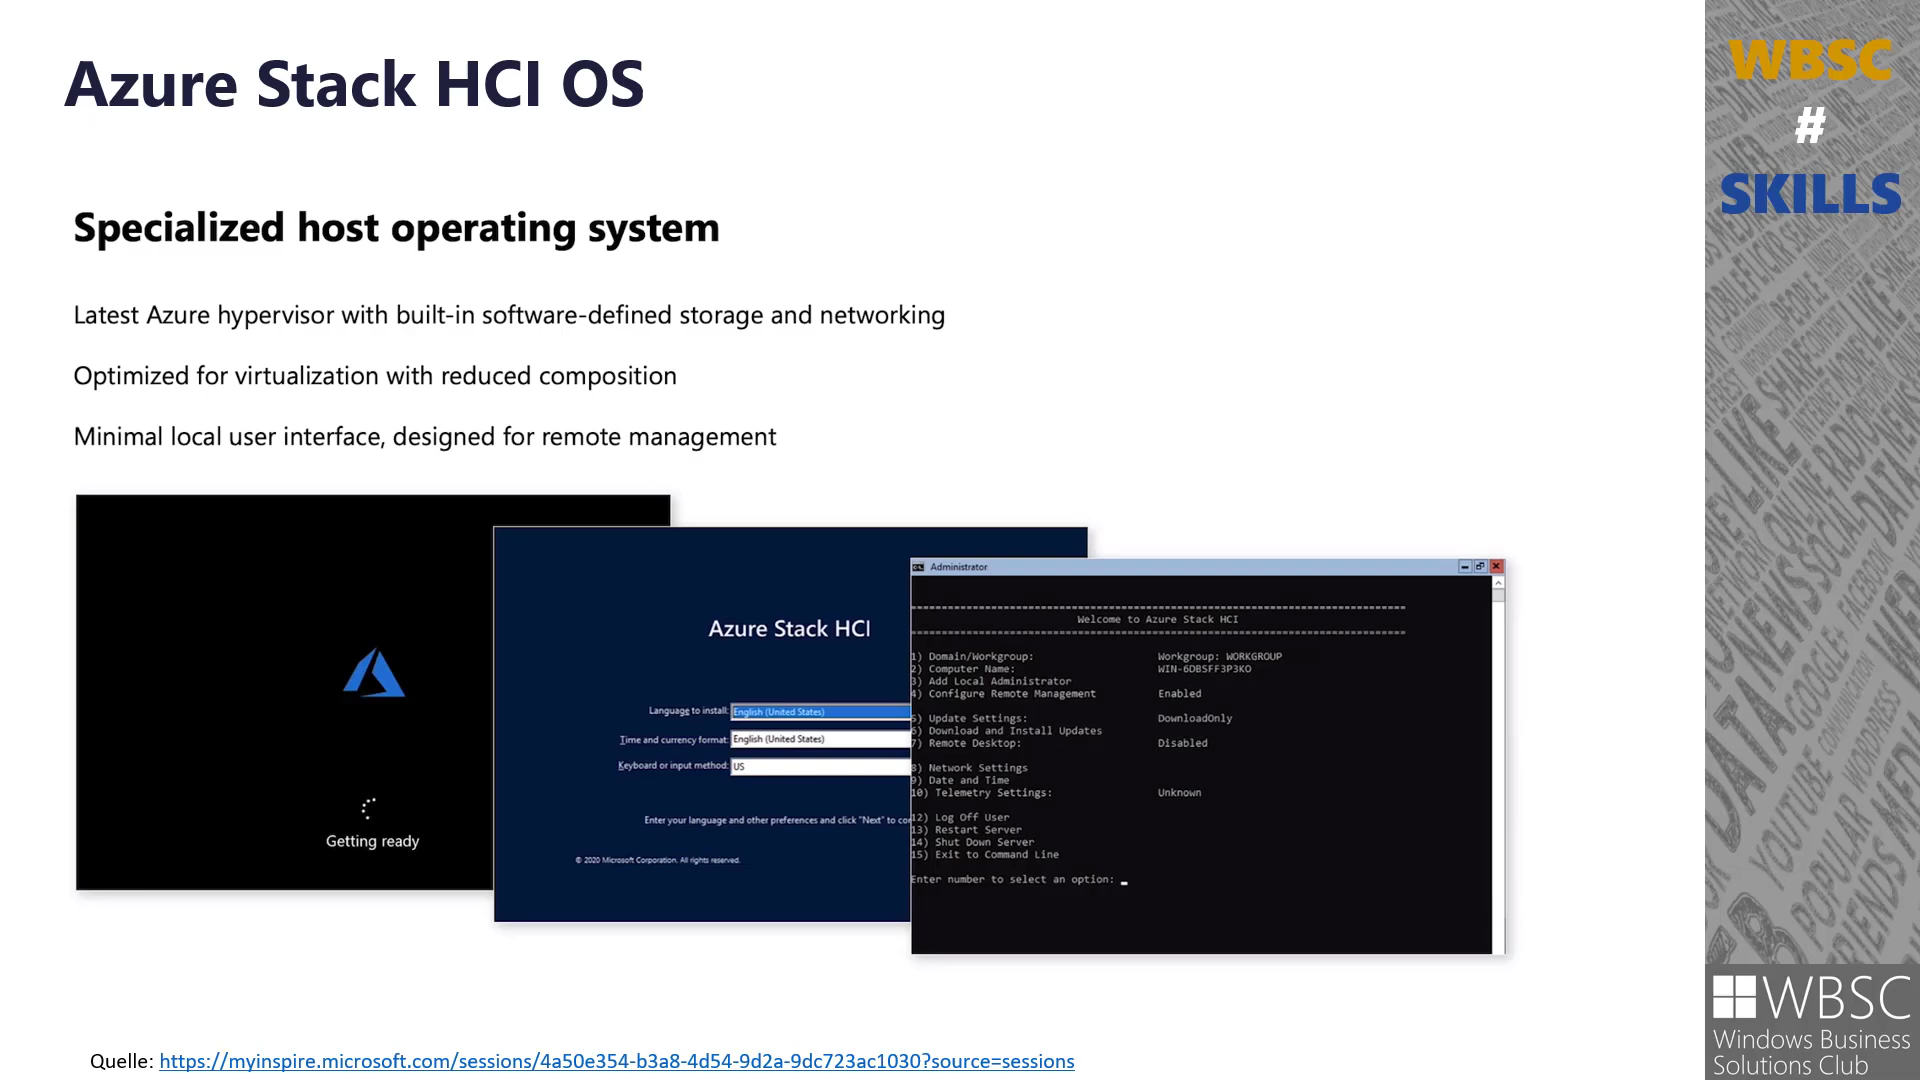 Azure Stack HCI OS
Specialized host operating system
Latest Azure hypervisor with built-in software-defined storage and networking
Optimized for virtualization with reduced composition
Minimal local user interface, designed for remote management
Getting ready
Azure Stack HCI
Language to install: English (United States)
Time and currency format: English (United States)
Keyboard or input method: US
Enter your language and other preferences and click "Next" to
© 2020 Microsoft Corporation. All rights reserved.
Administrator
Welcome to Azure Stack HCI
1) Domain/Workgroup: Workgroup: WORKGROUP
2) Computer Name: WIN-6DBSFF3P3KO
3) Add Local Administrator
4) Configure Remote Management Enabled
5) Update Settings: DownloadOnly
6) Download and Install Updates
7) Remote Desktop: Disabled
8) Network Settings
9) Date and Time
10) Telemetry Settings: Unknown
12) Log Off User
13) Restart Server
14) Shut Down Server
15) Exit to Command Line
Enter number to select an option:
Quelle: https://myinspire.microsoft.com/sessions/4a50e354-b3a8-4d54-9d2a-9dc723ac1030?source=sessions
WBSC
#
SKILLS
WBSC
Windows Business
Solutions Club